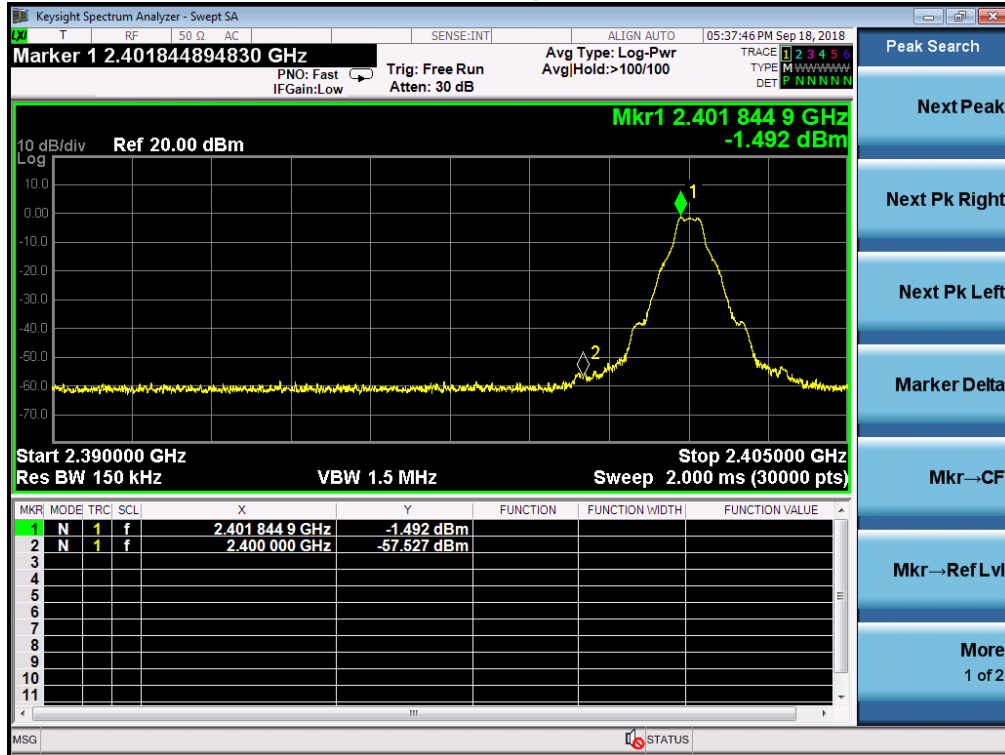 Keysight Spectrum Analyzer - Swept SA
LXI T RF 50 Ω AC SENSE:INT ALIGN AUTO 05:37:46 PM Sep 18, 2018
Marker 1 2.401844894830 GHz
PNO: Fast
IFGain:Low
Trig: Free Run
Atten: 30 dB
Avg Type: Log-Pwr
Avg|Hold:>100/100
TRACE 1 2 3 4 5 6
TYPE M WWWWW
DET P N N N N N
Mkr1 2.401 844 9 GHz
-1.492 dBm
10 dB/div Ref 20.00 dBm
Log
10.0
0.00
-10.0
-20.0
-30.0
-40.0
-50.0
-60.0
-70.0
1
2
Start 2.390000 GHz Stop 2.405000 GHz
Res BW 150 kHz VBW 1.5 MHz Sweep 2.000 ms (30000 pts)
MKR MODE TRC SCL X Y FUNCTION FUNCTION WIDTH FUNCTION VALUE
1 N 1 f 2.401 844 9 GHz -1.492 dBm
2 N 1 f 2.400 000 GHz -57.527 dBm
3
4
5
6
7
8
9
10
11
MSG STATUS
Peak Search
Next Peak
Next Pk Right
Next Pk Left
Marker Delta
Mkr→CF
Mkr→Ref Lvl
More
1 of 2